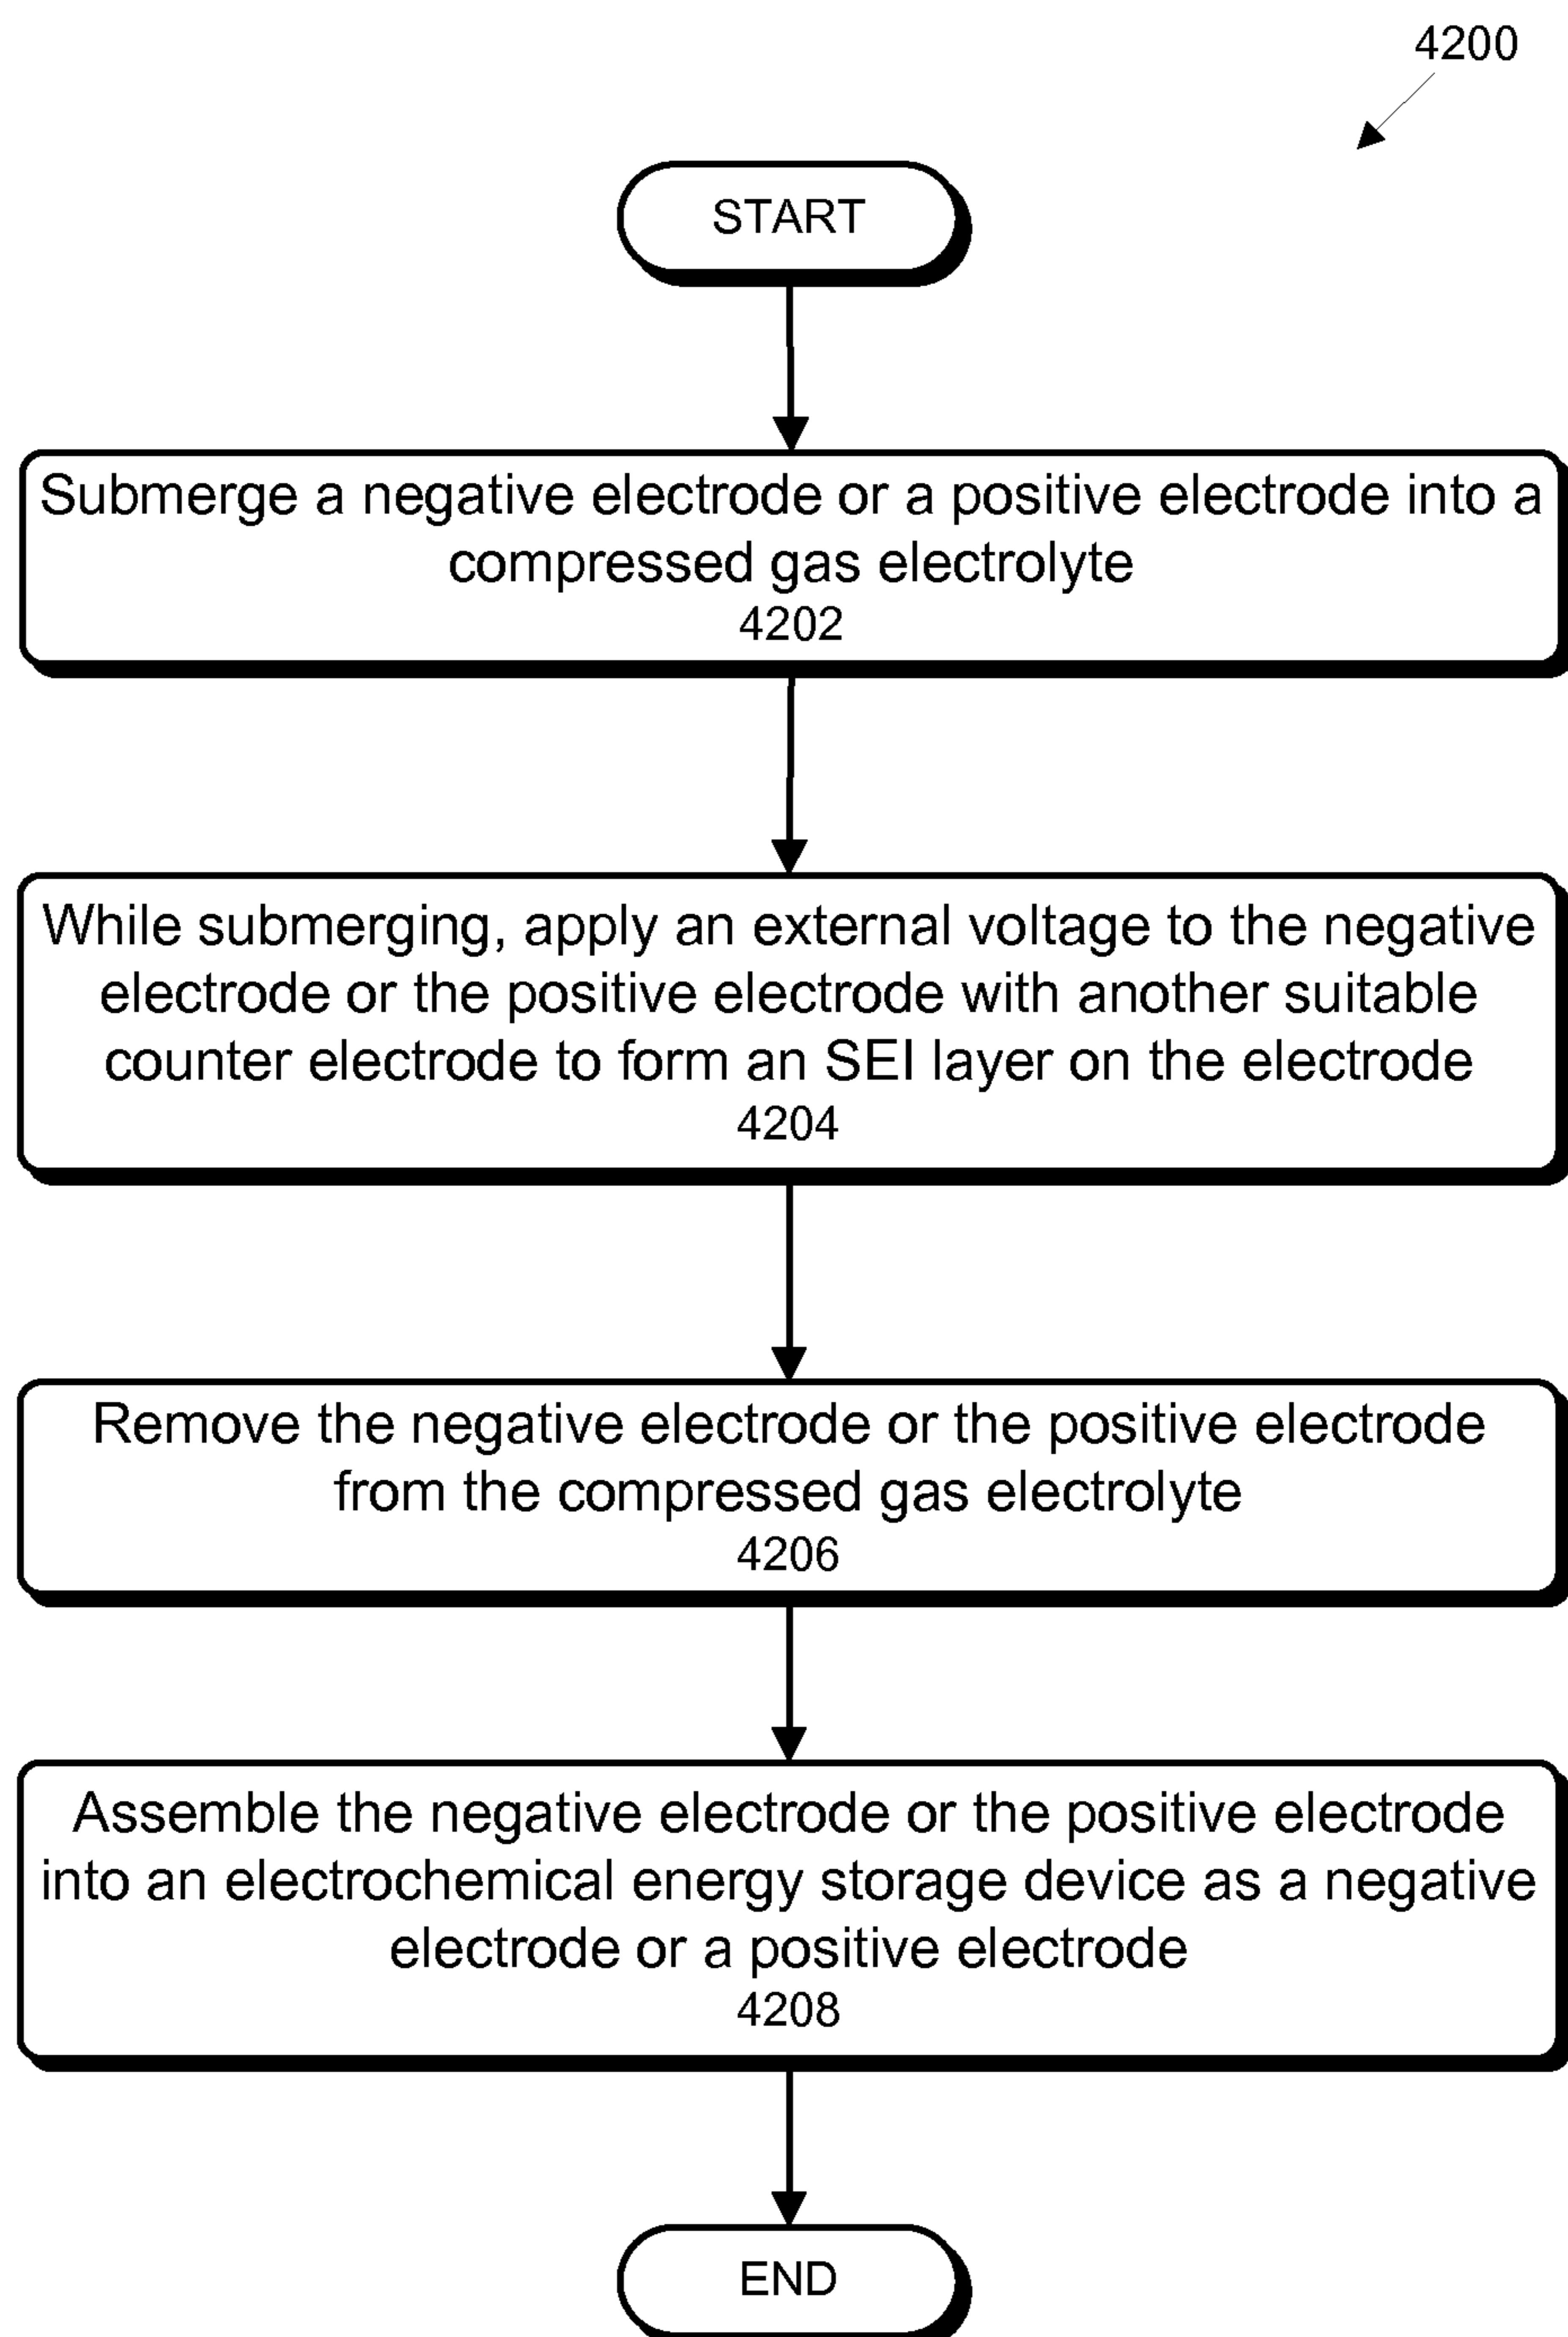 4200
START
Submerge a negative electrode or a positive electrode into a
compressed gas electrolyte
4202
While submerging, apply an external voltage to the negative
electrode or the positive electrode with another suitable
counter electrode to form an SEI layer on the electrode
4204
Remove the negative electrode or the positive electrode
from the compressed gas electrolyte
4206
Assemble the negative electrode or the positive electrode
into an electrochemical energy storage device as a negative
electrode or a positive electrode
4208
END